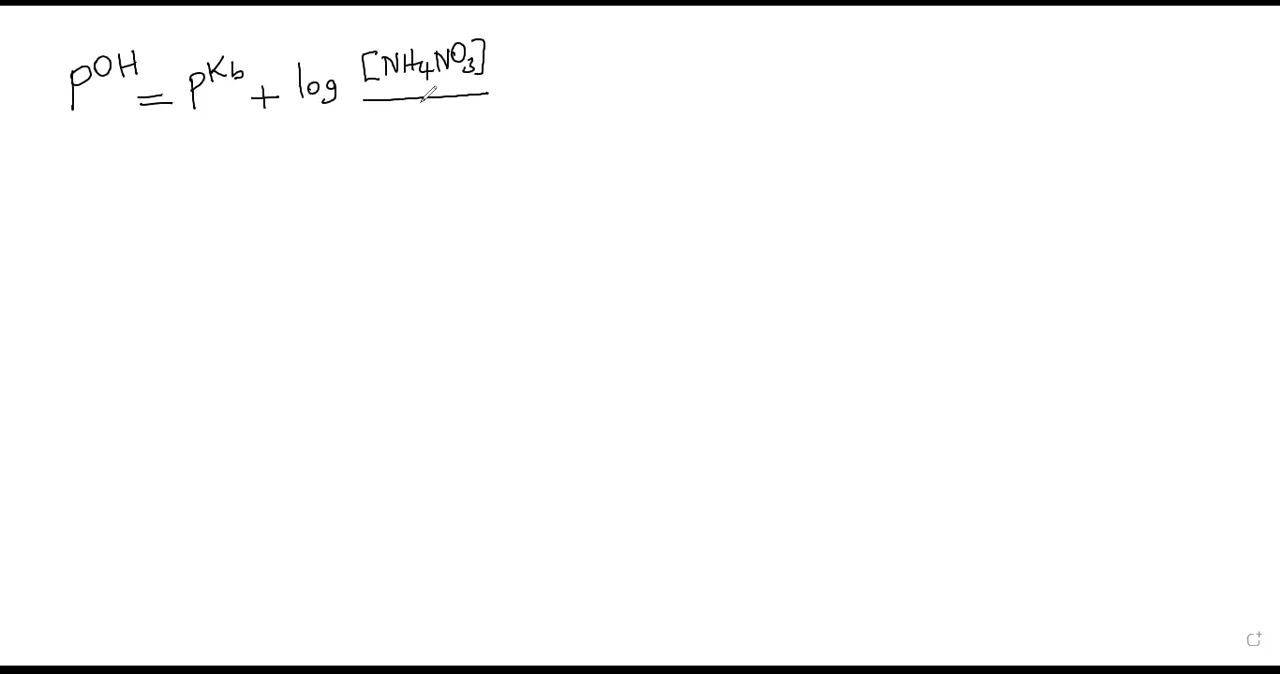 pOH = pKb + log [NH4NO3]